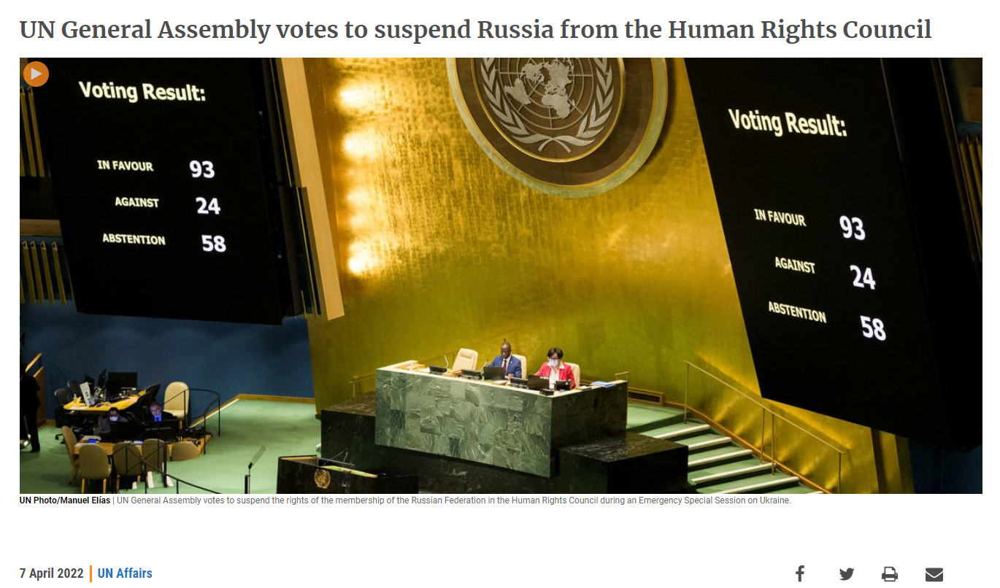 UN General Assembly votes to suspend Russia from the Human Rights Council
Voting Result:
IN FAVOUR 93
AGAINST 24
ABSTENTION 58
Voting Result:
IN FAVOUR 93
AGAINST 24
ABSTENTION 58
UN Photo/Manuel Elías | UN General Assembly votes to suspend the rights of the membership of the Russian Federation in the Human Rights Council during an Emergency Special Session on Ukraine.
7 April 2022 | UN Affairs